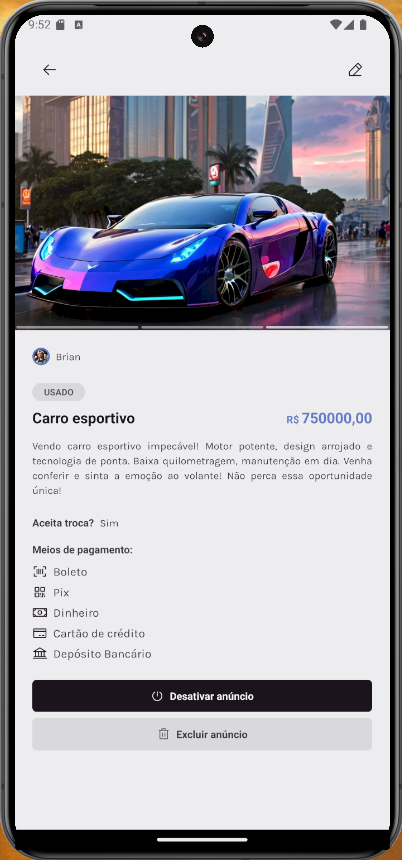 9:52
Brian
USADO
Carro esportivo
R$ 750000,00
Vendo carro esportivo impecável! Motor potente, design arrojado e
tecnologia de ponta. Baixa quilometragem, manutenção em dia. Venha
conferir e sinta a emoção ao volante! Não perca essa oportunidade
única!
Aceita troca? Sim
Meios de pagamento:
Boleto
Pix
Dinheiro
Cartão de crédito
Depósito Bancário
Desativar anúncio
Excluir anúncio